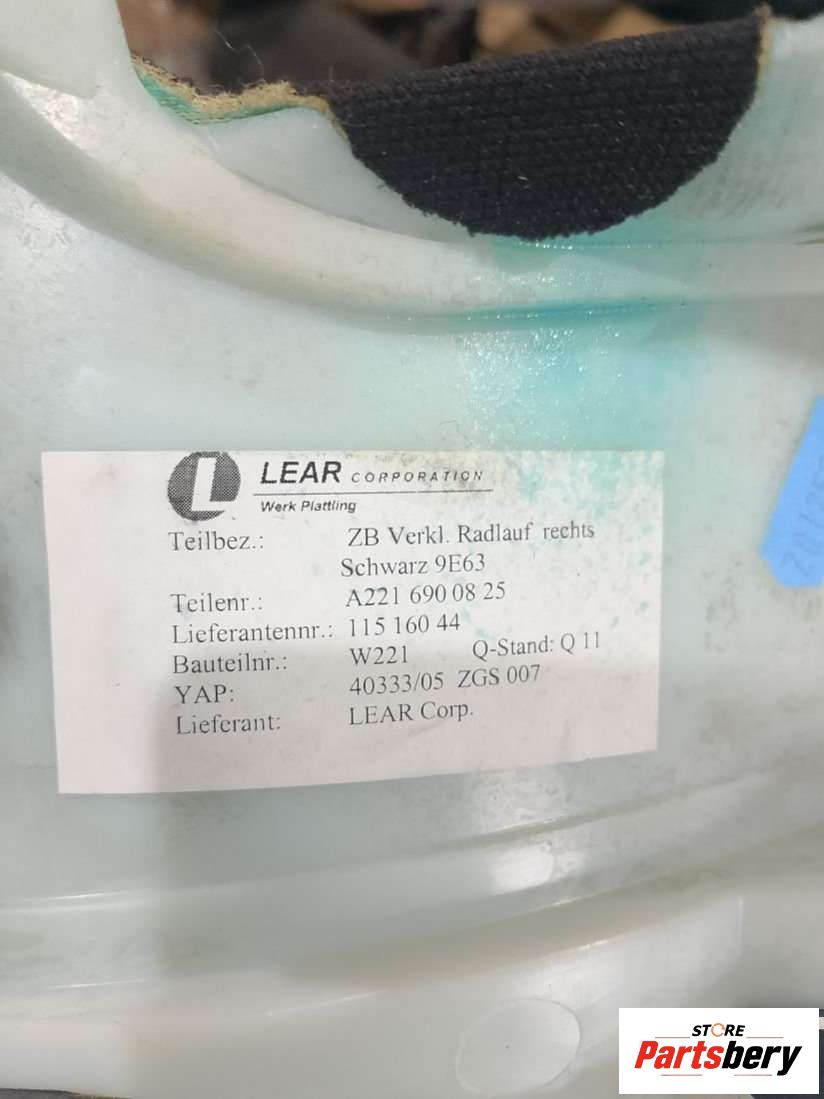 L LEAR CORPORATION
Werk Plattling
Teilbez.: ZB Verkl. Radlauf rechts
Schwarz 9E63
Teilenr.: A221 690 08 25
Lieferantennr.: 115 160 44
Bauteilnr.: W221 Q-Stand: Q 11
YAP: 40333/05 ZGS 007
Lieferant: LEAR Corp.
STORE
Partsbery